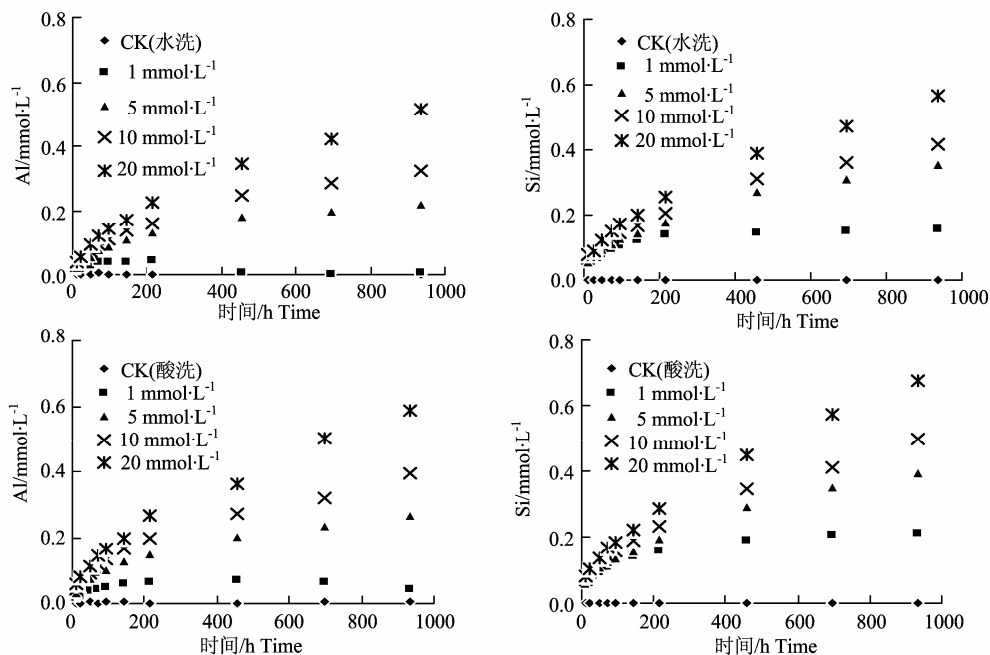 Al/mmol·L-1
0.8
0.6
0.4
0.2
0.0
CK(水洗)
1 mmol·L-1
5 mmol·L-1
10 mmol·L-1
20 mmol·L-1
0 200 400 600 800 1000
时间/h Time
Si/mmol·L-1
0.8
0.6
0.4
0.2
0.0
CK(水洗)
1 mmol·L-1
5 mmol·L-1
10 mmol·L-1
20 mmol·L-1
0 200 400 600 800 1000
时间/h Time
Al/mmol·L-1
0.8
0.6
0.4
0.2
0.0
CK(酸洗)
1 mmol·L-1
5 mmol·L-1
10 mmol·L-1
20 mmol·L-1
0 200 400 600 800 1000
时间/h Time
Si/mmol·L-1
0.8
0.6
0.4
0.2
0.0
CK(酸洗)
1 mmol·L-1
5 mmol·L-1
10 mmol·L-1
20 mmol·L-1
0 200 400 600 800 1000
时间/h Time